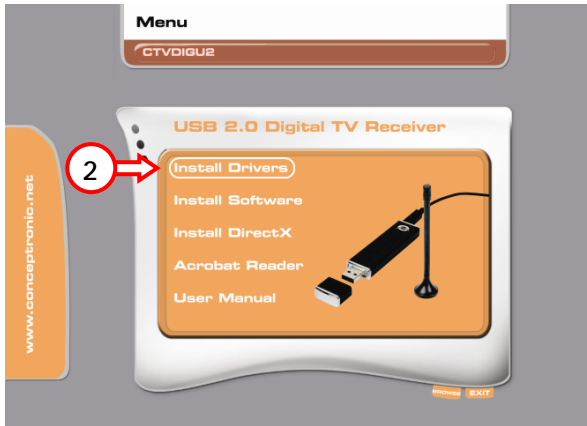 Menu
CTVDIGU2
USB 2.0 Digital TV Receiver
2
Install Drivers
Install Software
Install DirectX
Acrobat Reader
User Manual
www.conceptronic.net
BROWSE
EXIT